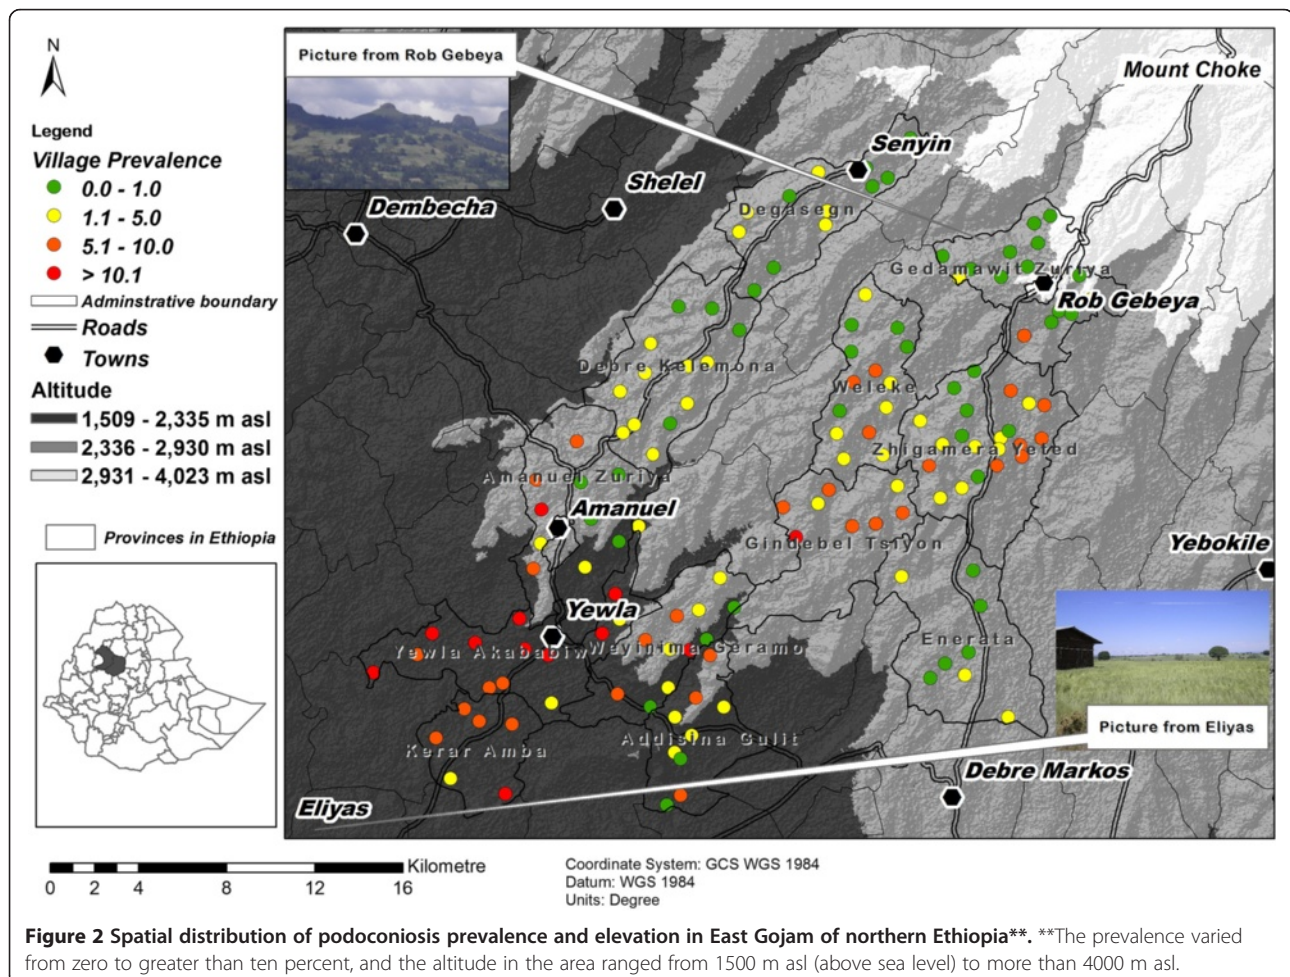 Picture from Rob Gebeya
Mount Choke
N
Legend
Village Prevalence
0.0 - 1.0
1.1 - 5.0
5.1 - 10.0
> 10.1
Adminstrative boundary
Roads
Towns
Altitude
1,509 - 2,335 m asl
2,336 - 2,930 m asl
2,931 - 4,023 m asl
Provinces in Ethiopia
Senyin
Shelel
Dembecha
Degasegn
Gedamawit Zuriya
Rob Gebeya
Debre Kelemona
Weleke
Zhigamera Yeted
Amanuel Zuriya
Amanuel
Gindebel Tsiyon
Yebokile
Yewla
Enerata
Yewla Akababiw
Weyinima Geramo
Picture from Eliyas
Addisina Gulit
Kerar Amba
Debre Markos
Eliyas
Kilometre
0 2 4 8 12 16
Coordinate System: GCS WGS 1984
Datum: WGS 1984
Units: Degree
Figure 2 Spatial distribution of podoconiosis prevalence and elevation in East Gojam of northern Ethiopia**. **The prevalence varied
from zero to greater than ten percent, and the altitude in the area ranged from 1500 m asl (above sea level) to more than 4000 m asl.